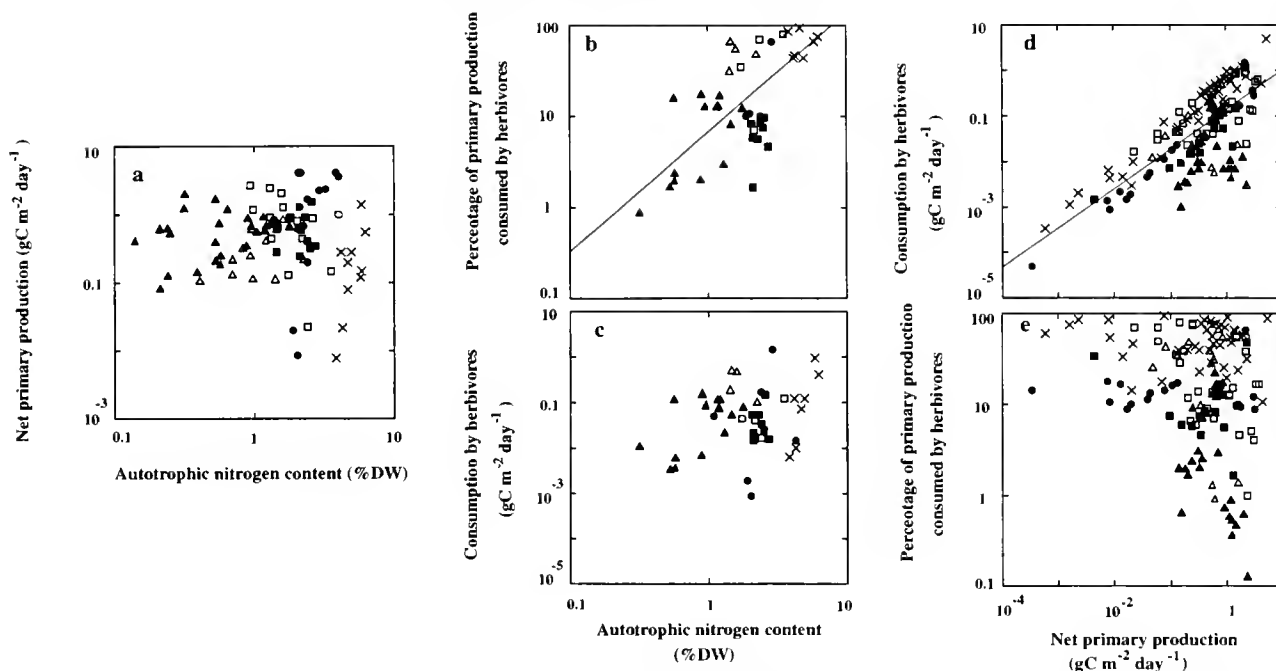 a
Net primary production (gC m⁻² day⁻¹)
10
1
0.1
10⁻³
0.1
1
10
Autotrophic nitrogen content (%DW)
b
Percentage of primary production
consumed by herbivores
100
10
1
0.1
c
Consumption by herbivores
(gC m⁻² day⁻¹)
10
0.1
10⁻³
10⁻⁵
0.1
1
10
Autotrophic nitrogen content
(%DW)
d
Consumption by herbivores
(gC m⁻² day⁻¹)
10
0.1
10⁻³
10⁻⁵
e
Perceotage of primary production
consumed by herbivores
100
10
1
0.1
10⁻⁴
10⁻²
1
Net primary production
(gC m⁻² day⁻¹)